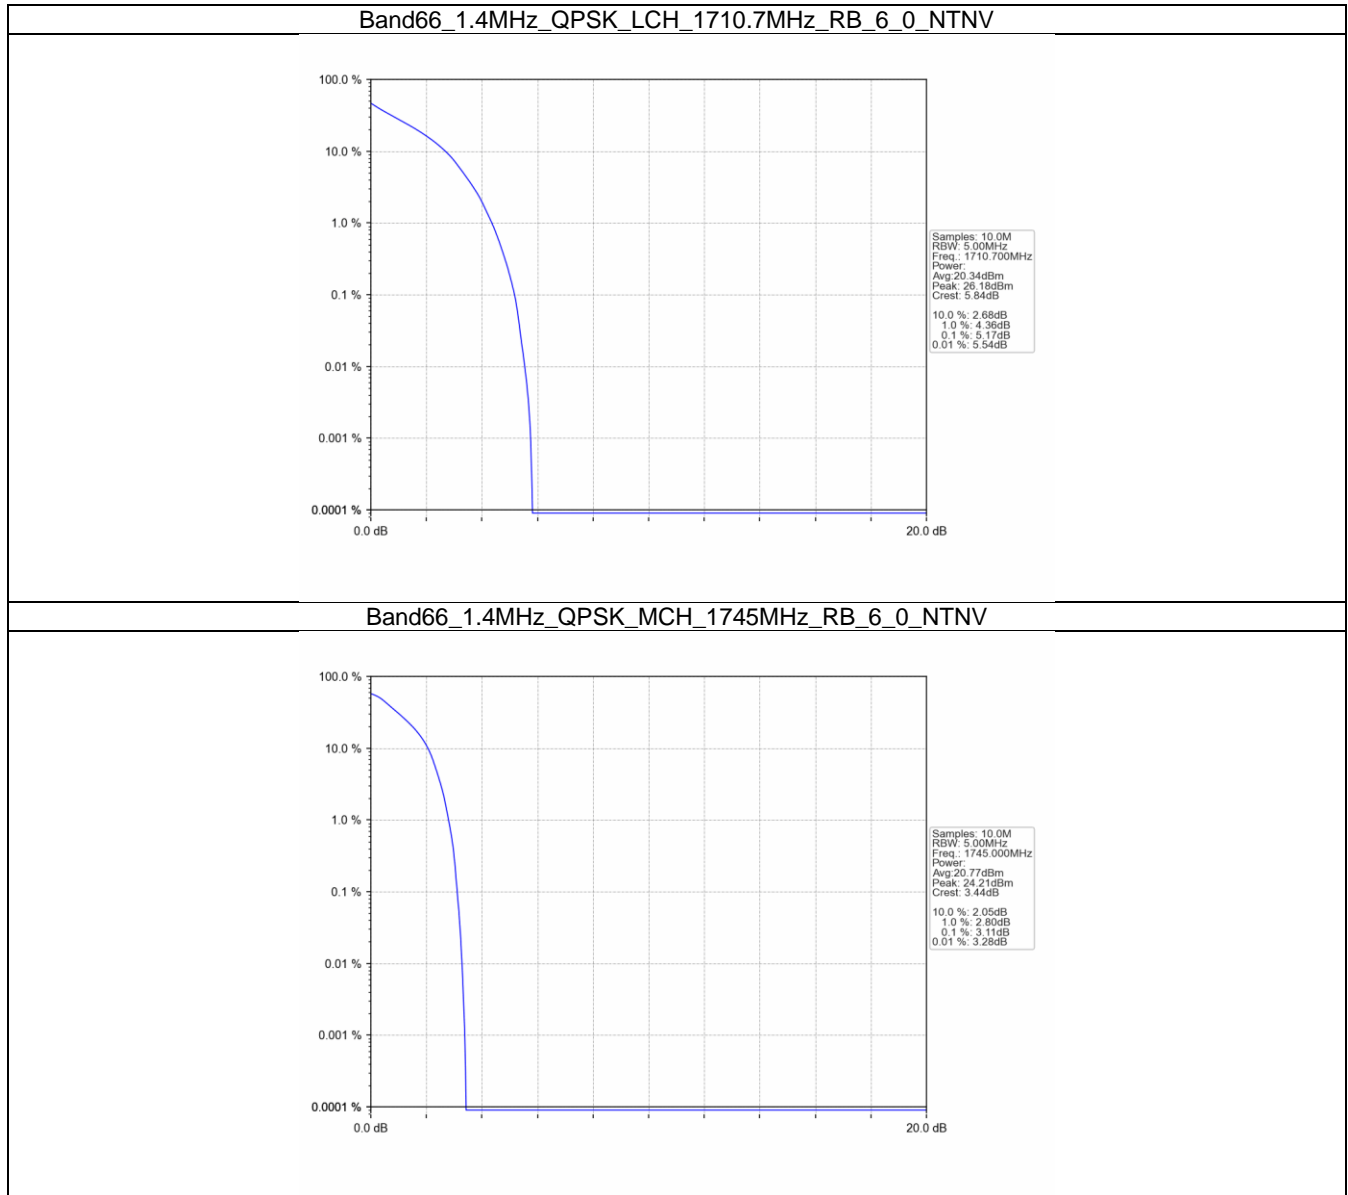 Band66_1.4MHz_QPSK_LCH_1710.7MHz_RB_6_0_NTNV
100.0 %
10.0 %
1.0 %
0.1 %
0.01 %
0.001 %
0.0001 %
0.0 dB
20.0 dB
Samples: 10.0M
RBW: 5.00MHz
Freq.: 1710.700MHz
Power:
Avg:20.34dBm
Peak: 26.18dBm
Crest: 5.84dB
10.0 %: 2.68dB
1.0 %: 4.36dB
0.1 %: 5.17dB
0.01 %: 5.54dB
Band66_1.4MHz_QPSK_MCH_1745MHz_RB_6_0_NTNV
100.0 %
10.0 %
1.0 %
0.1 %
0.01 %
0.001 %
0.0001 %
0.0 dB
20.0 dB
Samples: 10.0M
RBW: 5.00MHz
Freq.: 1745.000MHz
Power:
Avg:20.77dBm
Peak: 24.21dBm
Crest: 3.44dB
10.0 %: 2.05dB
1.0 %: 2.80dB
0.1 %: 3.11dB
0.01 %: 3.28dB